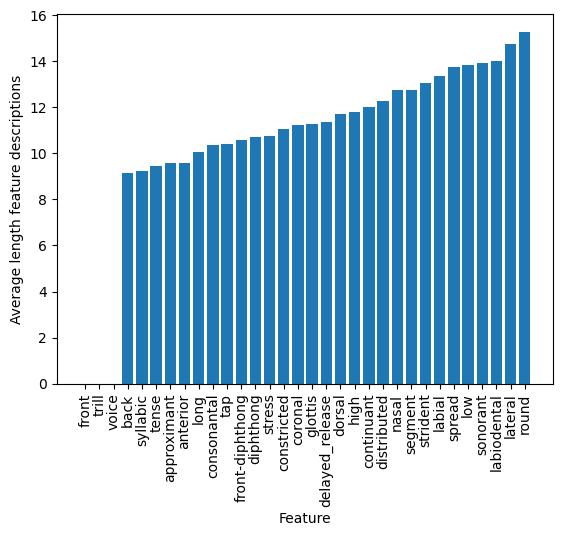 Average length feature descriptions
16
14
12
10
8
6
4
2
0
front
trill
voice
back
syllabic
tense
approximant
anterior
long
consonantal
tap
front-diphthong
diphthong
stress
constricted
coronal
glottis
delayed_release
dorsal
high
continuant
distributed
nasal
segment
strident
labial
spread
low
sonorant
labiodental
lateral
round
Feature